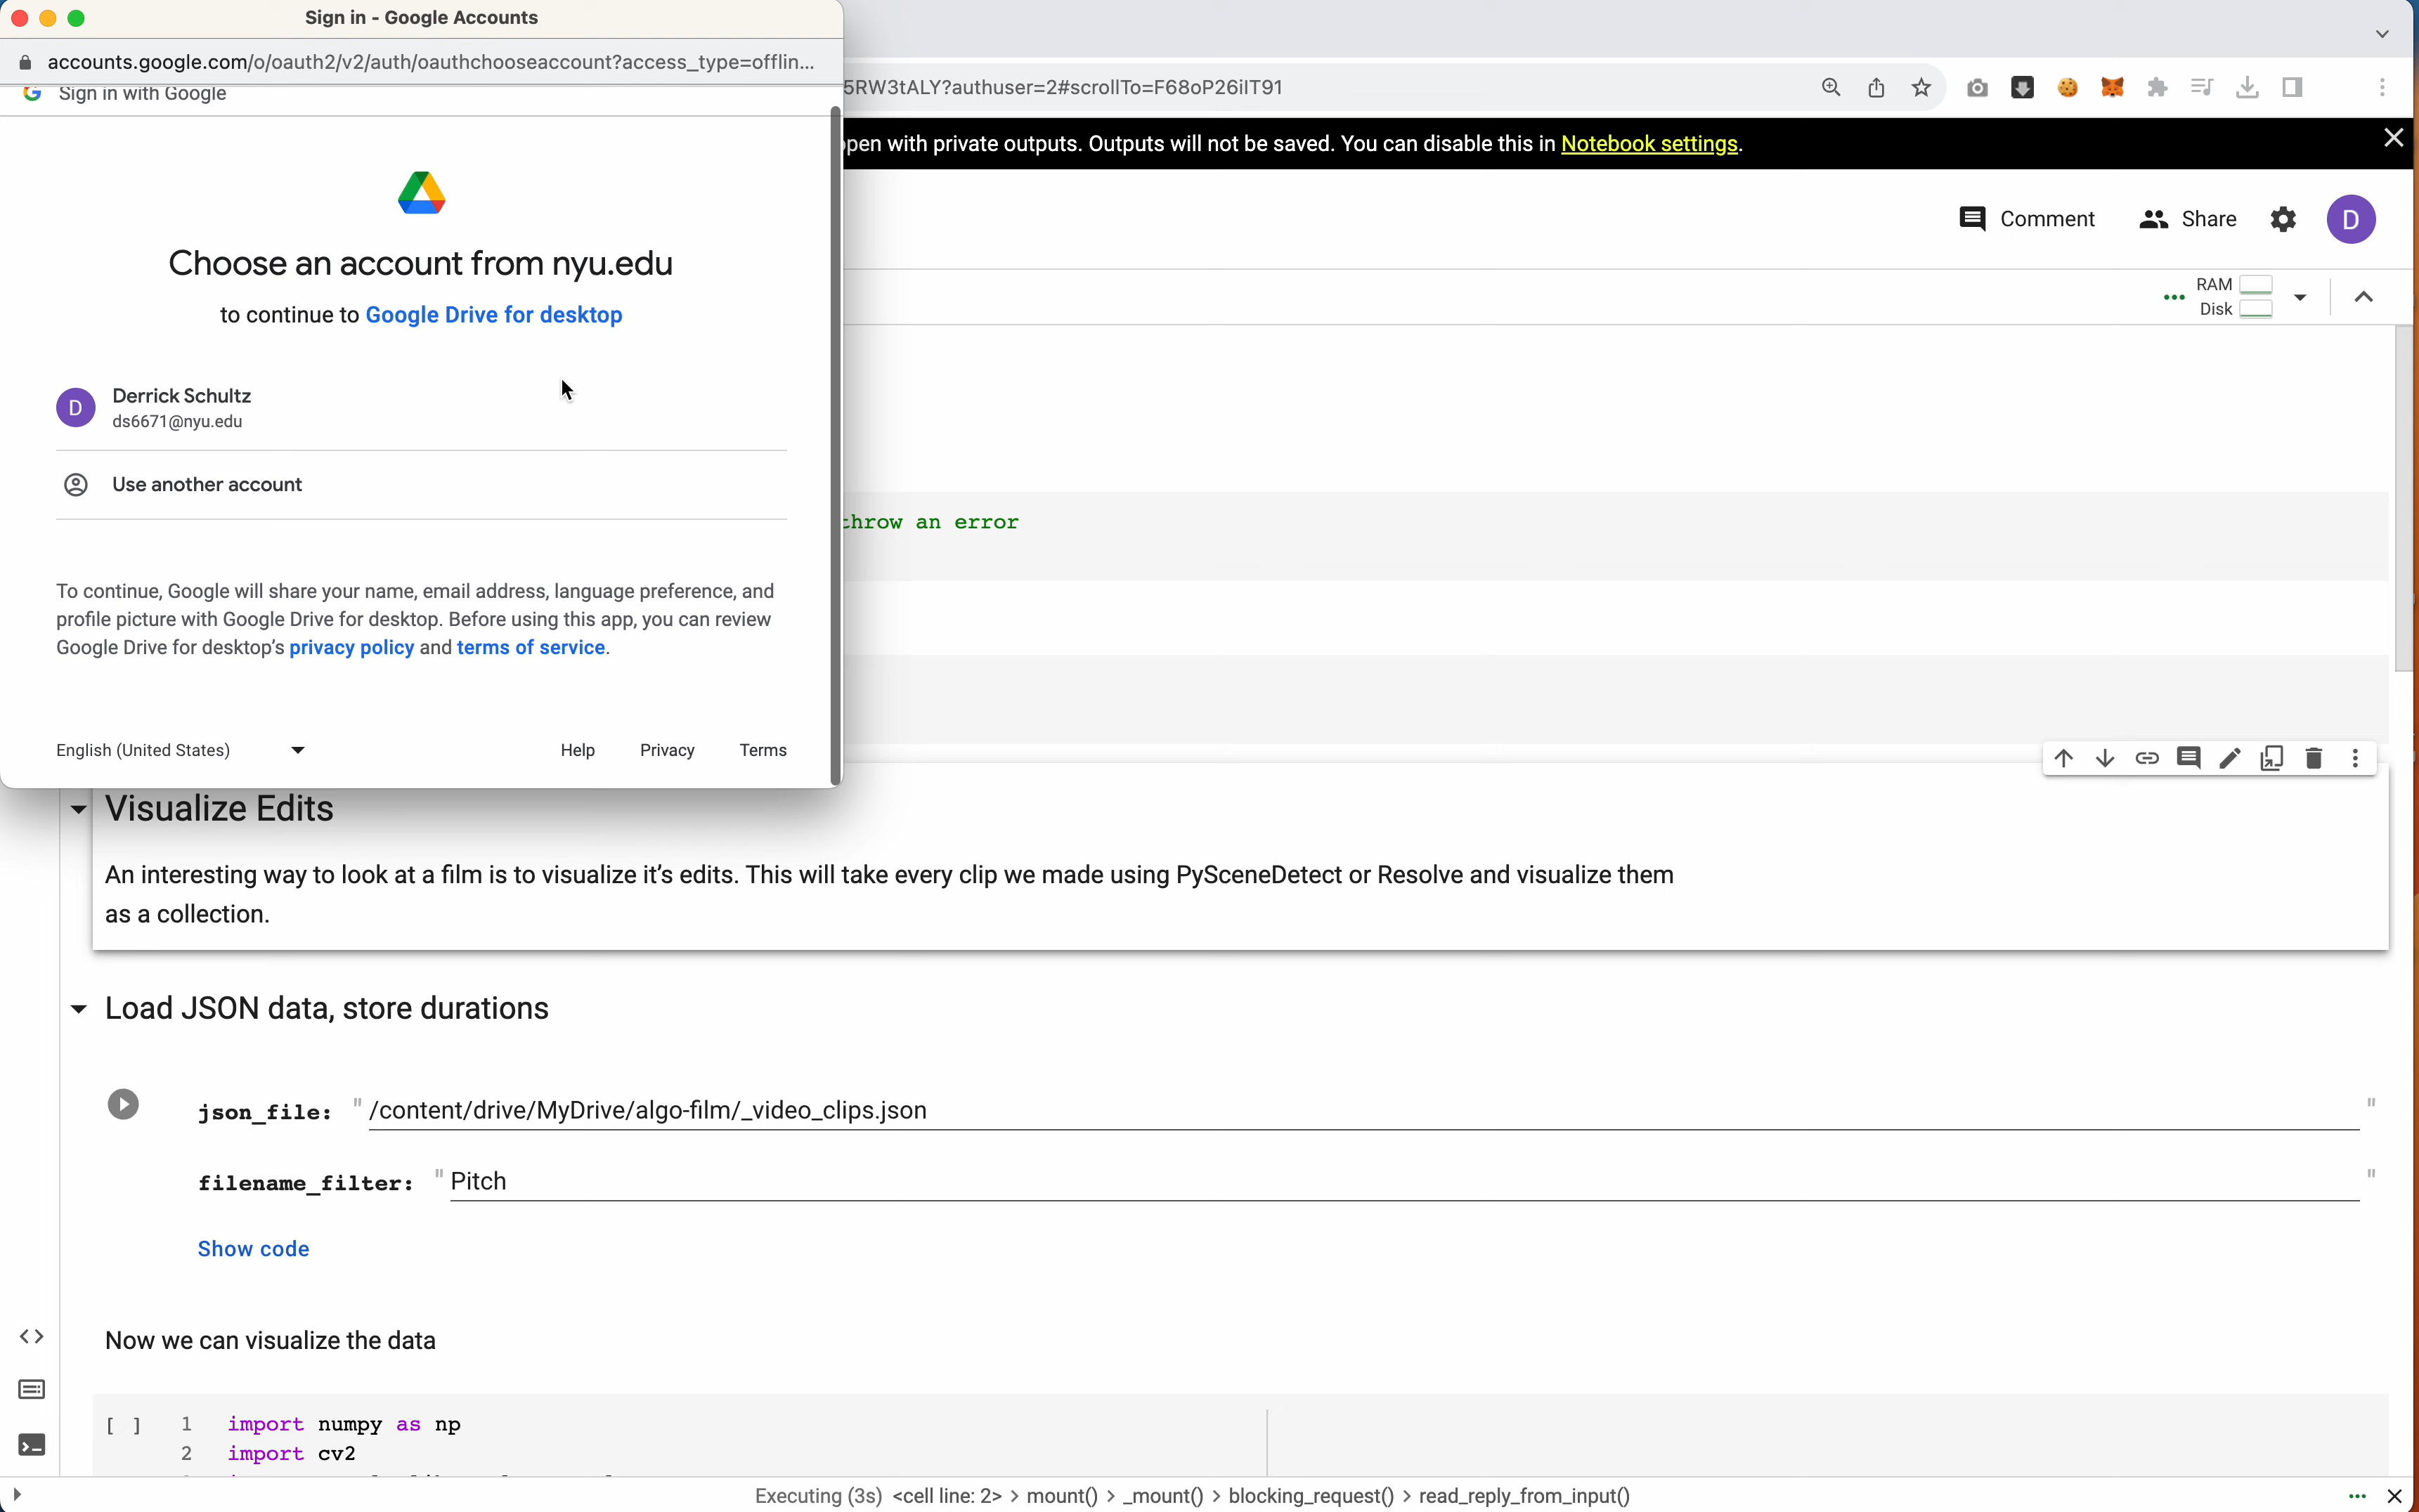 Sign in - Google Accounts
accounts.google.com/o/oauth2/v2/auth/oauthchooseaccount?access_type=offlin...
5RW3tALY?authuser=2#scrollTo=F68oP26iIT91
Sign in with Google
open with private outputs. Outputs will not be saved. You can disable this in Notebook settings.
Comment
Share
D
Choose an account from nyu.edu
to continue to Google Drive for desktop
RAM
Disk
D
Derrick Schultz
ds6671@nyu.edu
Use another account
throw an error
To continue, Google will share your name, email address, language preference, and
profile picture with Google Drive for desktop. Before using this app, you can review
Google Drive for desktop's privacy policy and terms of service.
English (United States)
Help
Privacy
Terms
Visualize Edits
An interesting way to look at a film is to visualize it's edits. This will take every clip we made using PySceneDetect or Resolve and visualize them
as a collection.
Load JSON data, store durations
json_file: "/content/drive/MyDrive/algo-film/_video_clips.json"
filename_filter: "Pitch"
Show code
Now we can visualize the data
[ ] 1 import numpy as np
2 import cv2
Executing (3s) <cell line: 2> > mount() > _mount() > blocking_request() > read_reply_from_input()